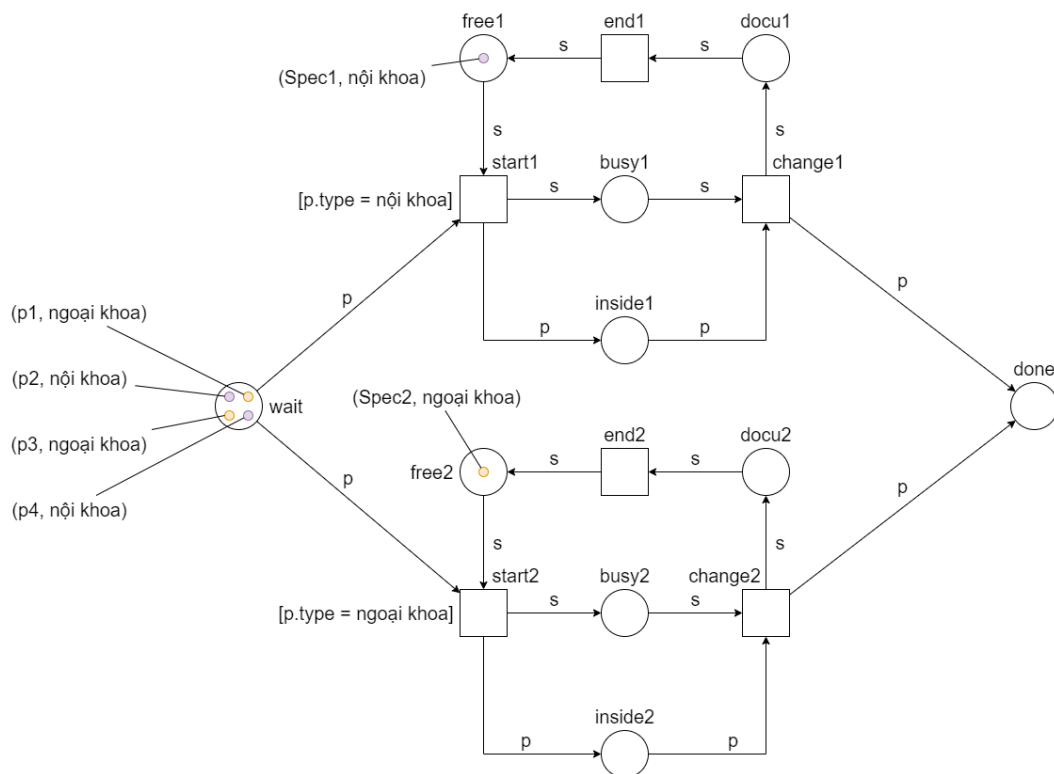 free1
end1
docu1
s
s
(Spec1, nội khoa)
s
s
start1
busy1
change1
[p.type = nội khoa]
s
s
p
p
inside1
p
p
(p1, ngoại khoa)
(p2, nội khoa)
wait
(p3, ngoại khoa)
(p4, nội khoa)
done
(Spec2, ngoại khoa)
end2
docu2
free2
s
s
p
p
s
s
start2
busy2
change2
[p.type = ngoại khoa]
s
s
inside2
p
p